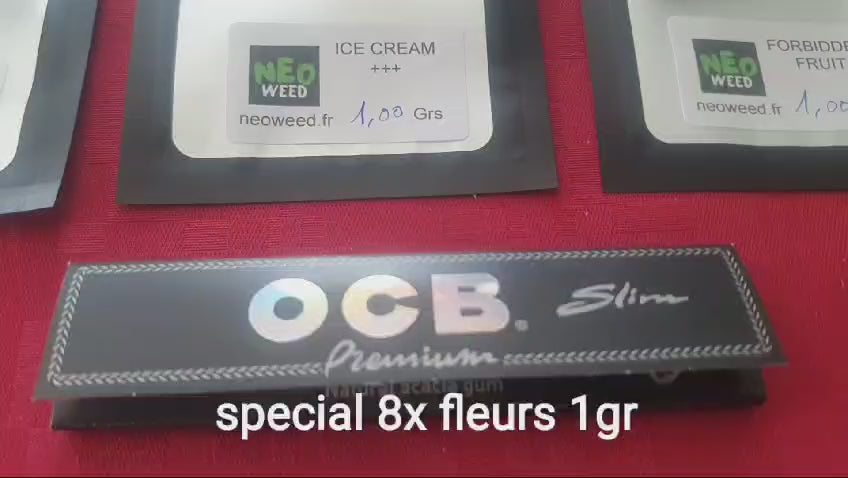 NEO
WEED
ICE CREAM
+++
neoweed.fr 1,00 Grs
NEO
WEED
FORBIDDE
FRUIT
neoweed.fr 1,00
OCB® Slim
Premium
Natural acacia gum
special 8x fleurs 1gr